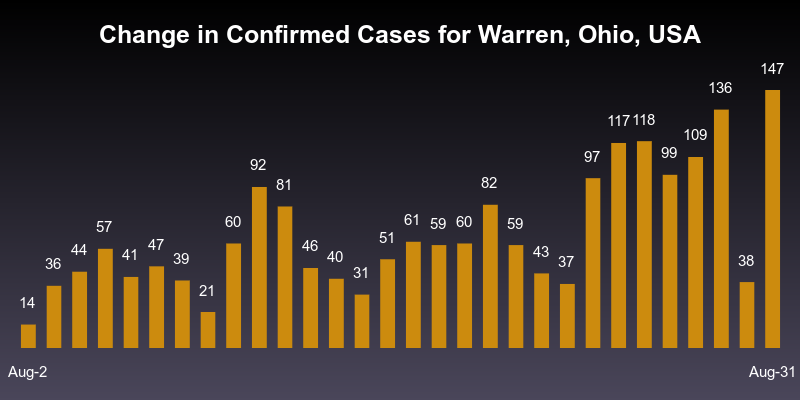 Change in Confirmed Cases for Warren, Ohio, USA
14 36 44 57 41 47 39 21 60 92 81 46 40 31 51 61 59 60 82 59 43 37 97 117 118 99 109 136 38 147
Aug-2 Aug-31